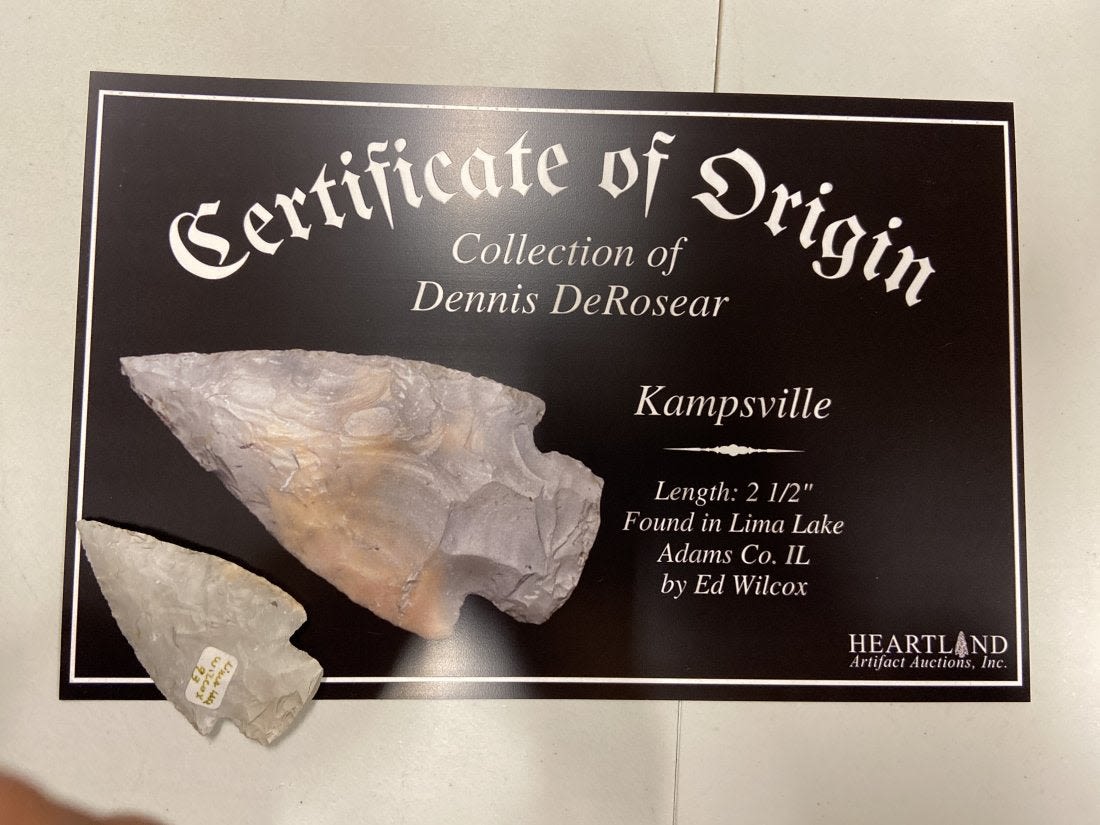 Certificate of Origin
Collection of
Dennis DeRosear
Kampsville
Length: 2 1/2"
Found in Lima Lake
Adams Co. IL
by Ed Wilcox
HEARTLAND
Artifact Auctions, Inc.
Wilcox